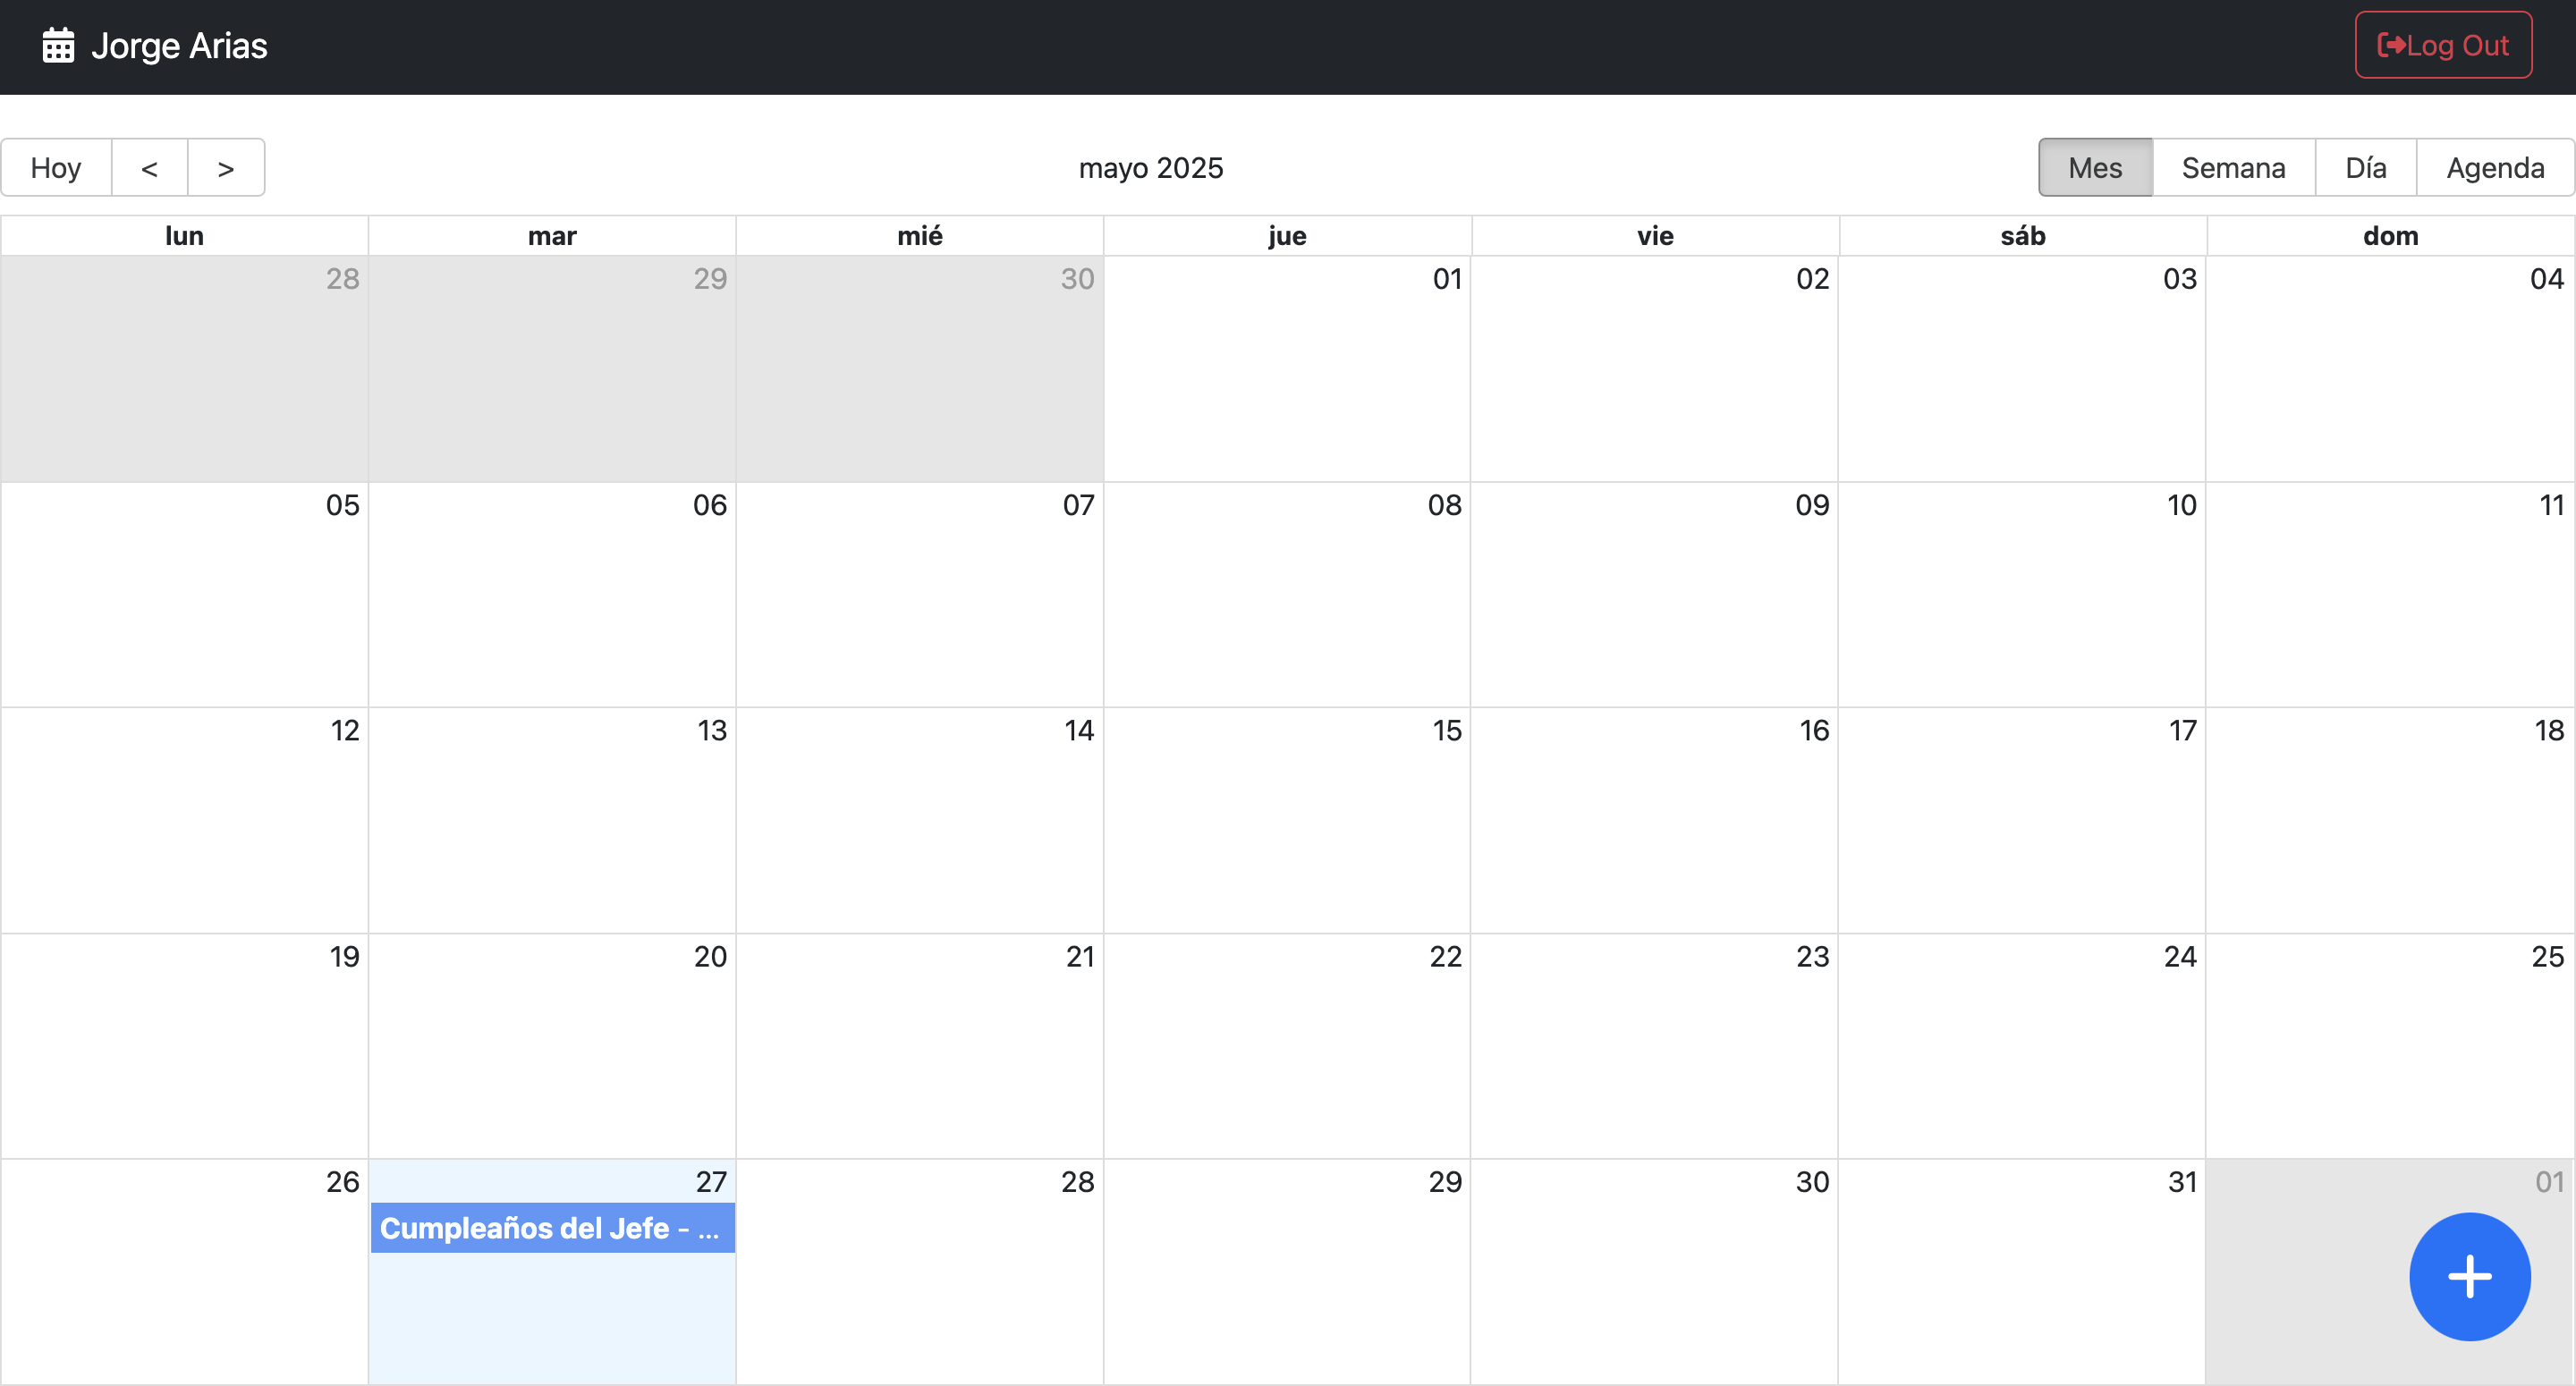 Jorge Arias Log Out
Hoy < > mayo 2025 Mes Semana Día Agenda
lun mar mié jue vie sáb dom
28 29 30 01 02 03 04
05 06 07 08 09 10 11
12 13 14 15 16 17 18
19 20 21 22 23 24 25
26 27 28 29 30 31 01
Cumpleaños del Jefe - ...
+